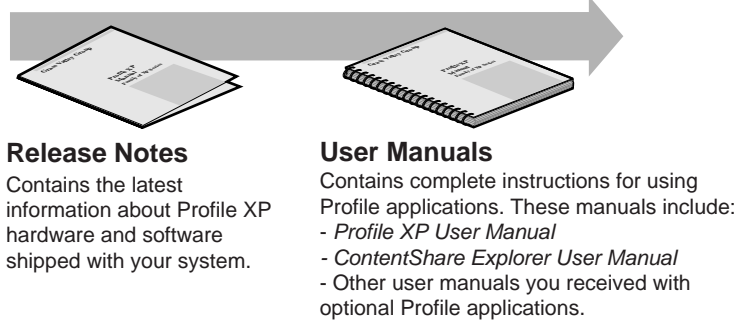 Release Notes
Contains the latest
information about Profile XP
hardware and software
shipped with your system.
User Manuals
Contains complete instructions for using
Profile applications. These manuals include:
- Profile XP User Manual
- ContentShare Explorer User Manual
- Other user manuals you received with
optional Profile applications.